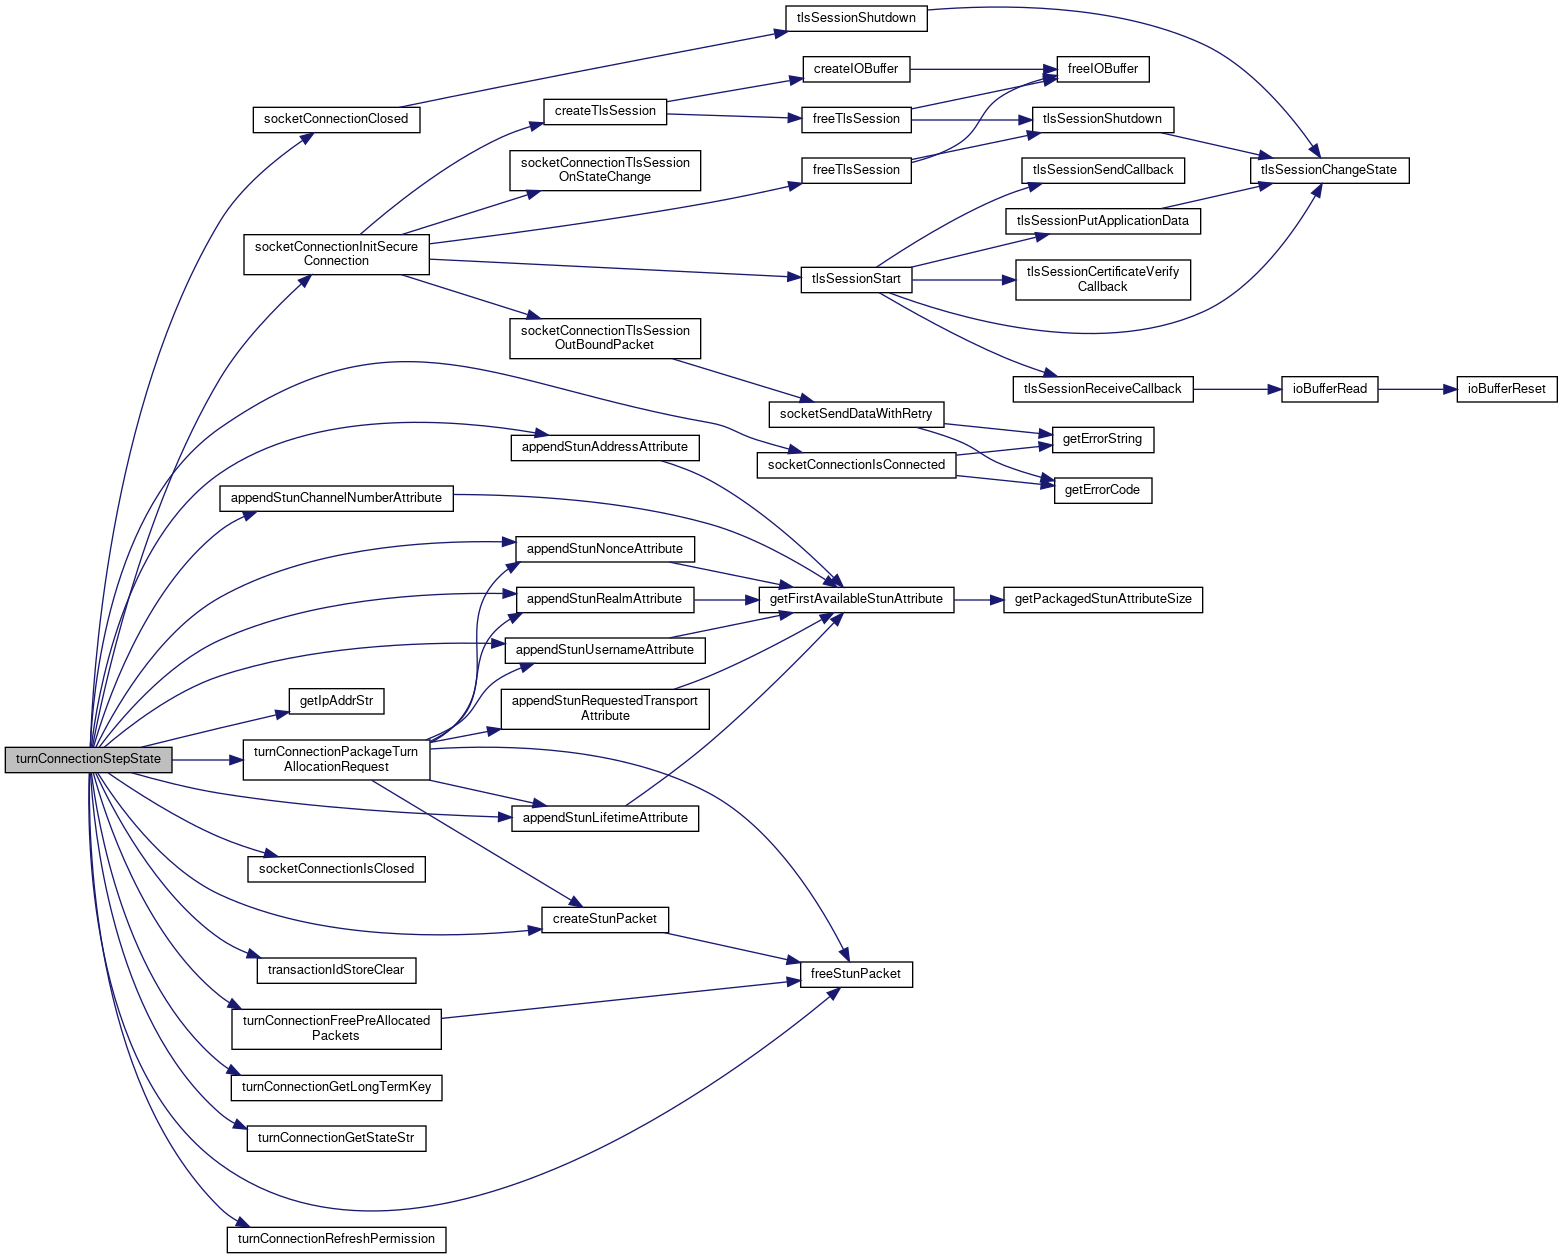 tlsSessionShutdown
createIOBuffer
freeIOBuffer
socketConnectionClosed
createTlsSession
freeTlsSession
tlsSessionShutdown
socketConnectionTlsSession
OnStateChange
freeTlsSession
tlsSessionSendCallback
tlsSessionChangeState
tlsSessionPutApplicationData
socketConnectionInitSecure
Connection
tlsSessionStart
tlsSessionCertificateVerify
Callback
socketConnectionTlsSession
OutBoundPacket
tlsSessionReceiveCallback
ioBufferRead
ioBufferReset
socketSendDataWithRetry
getErrorString
appendStunAddressAttribute
socketConnectionIsConnected
getErrorCode
appendStunChannelNumberAttribute
appendStunNonceAttribute
appendStunRealmAttribute
getFirstAvailableStunAttribute
getPackagedStunAttributeSize
appendStunUsernameAttribute
getIpAddrStr
appendStunRequestedTransport
Attribute
turnConnectionStepState
turnConnectionPackageTurn
AllocationRequest
appendStunLifetimeAttribute
socketConnectionIsClosed
createStunPacket
transactionIdStoreClear
freeStunPacket
turnConnectionFreePreAllocated
Packets
turnConnectionGetLongTermKey
turnConnectionGetStateStr
turnConnectionRefreshPermission